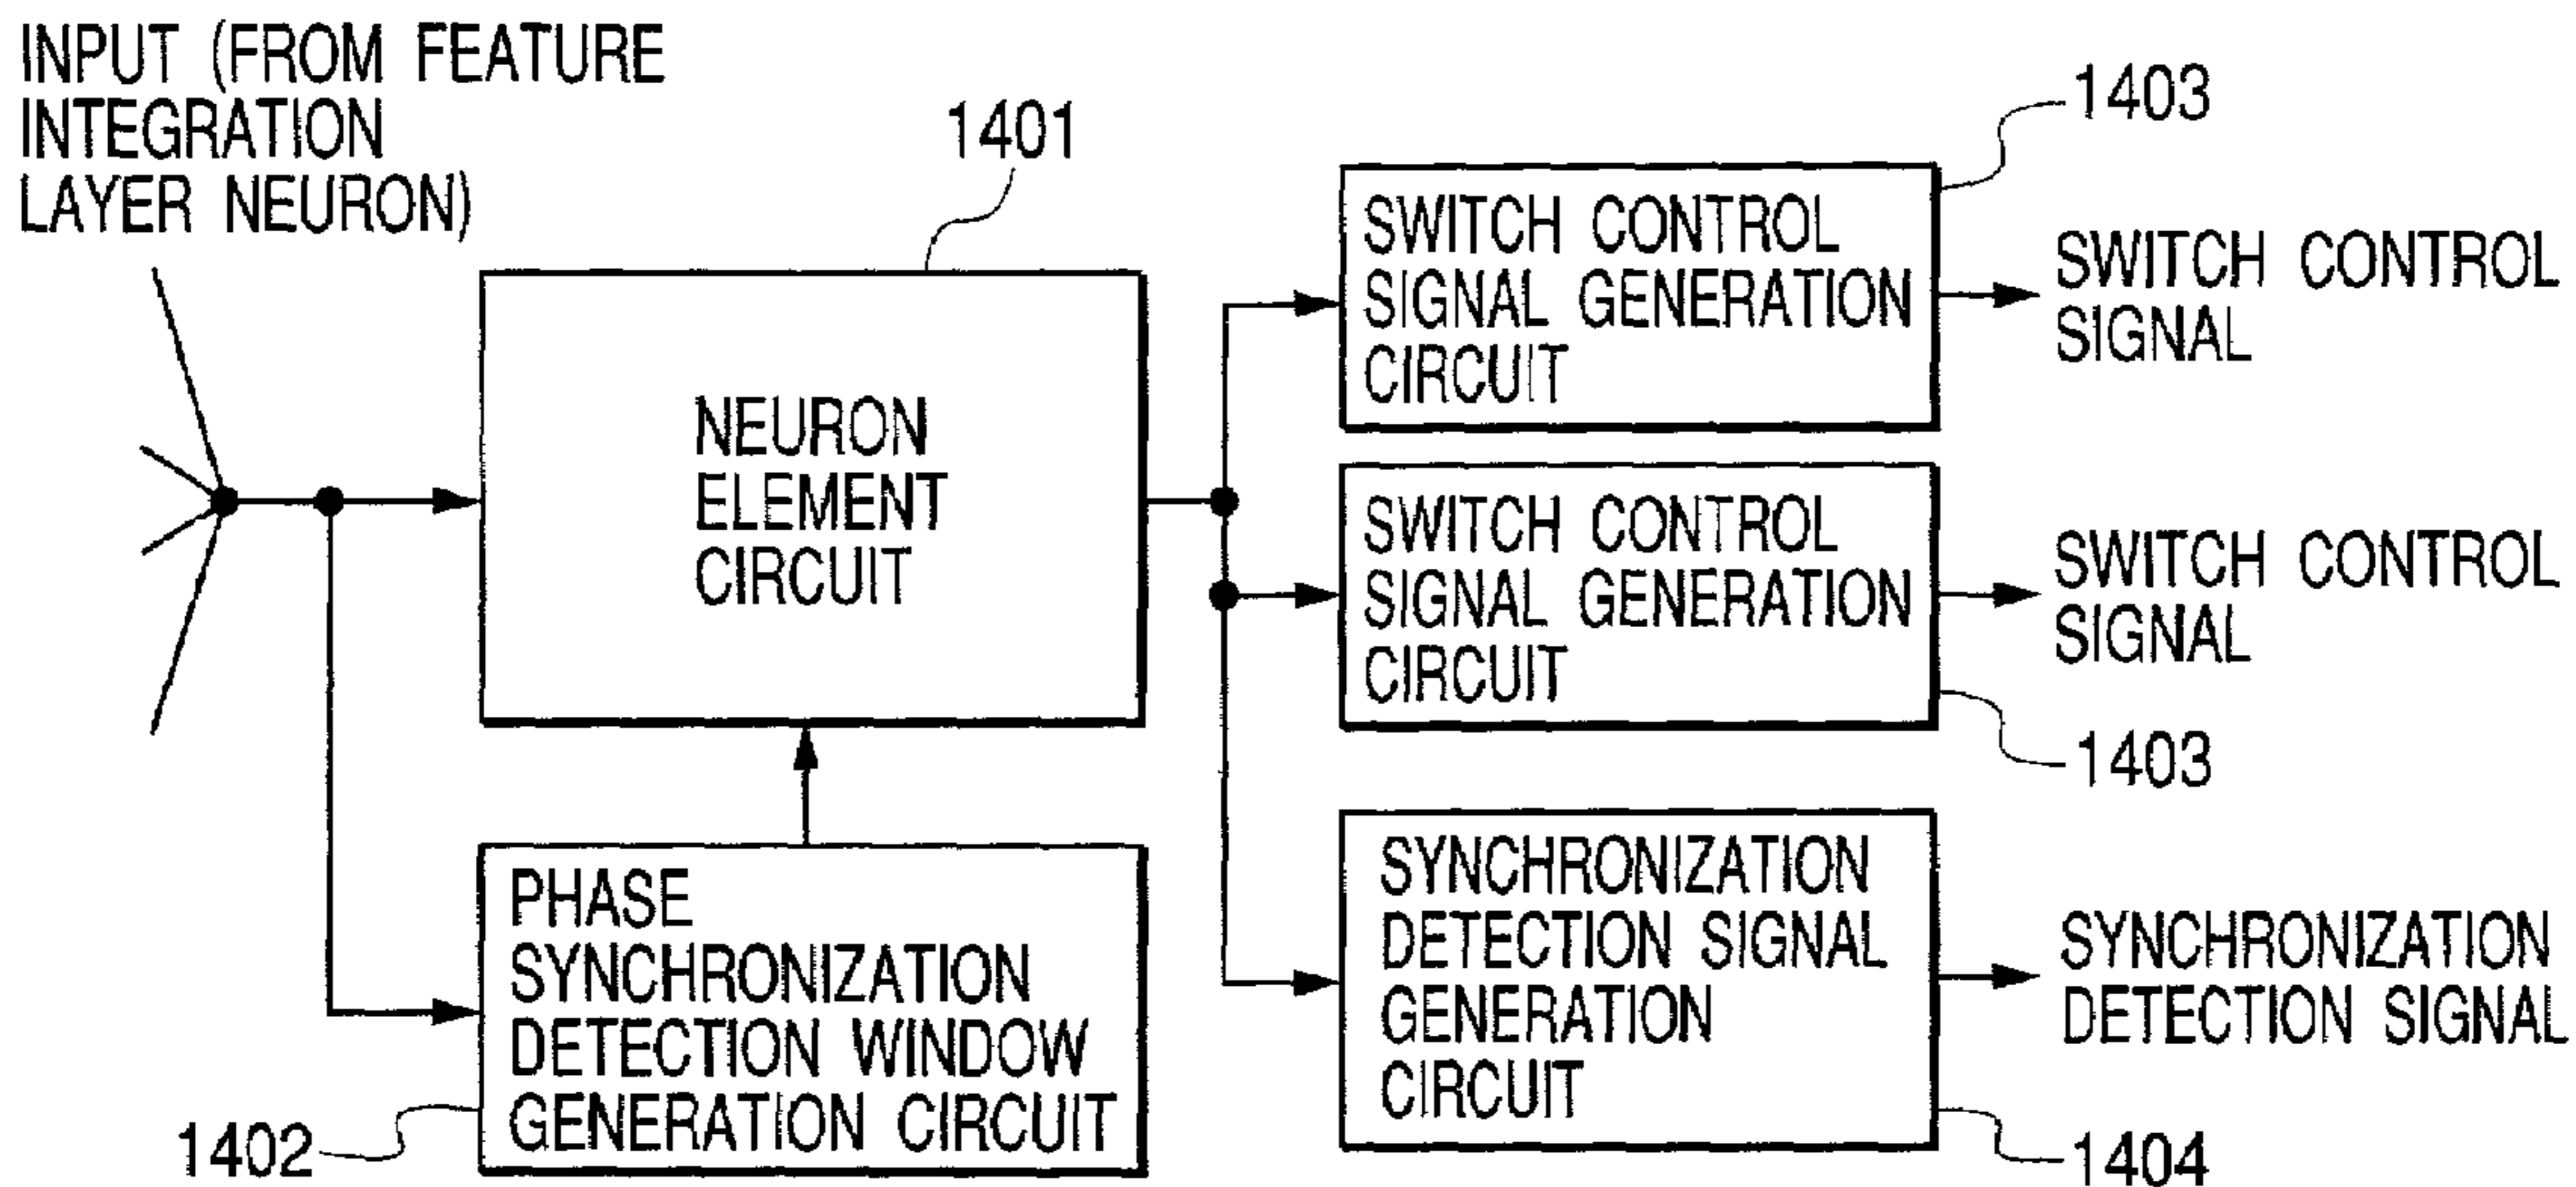 INPUT (FROM FEATURE
INTEGRATION
LAYER NEURON)
1401
1403
SWITCH CONTROL
SIGNAL GENERATION
CIRCUIT
SWITCH CONTROL
SIGNAL
NEURON
ELEMENT
CIRCUIT
SWITCH CONTROL
SIGNAL GENERATION
CIRCUIT
SWITCH CONTROL
SIGNAL
1403
PHASE
SYNCHRONIZATION
DETECTION WINDOW
GENERATION CIRCUIT
1402
SYNCHRONIZATION
DETECTION SIGNAL
GENERATION
CIRCUIT
SYNCHRONIZATION
DETECTION SIGNAL
1404